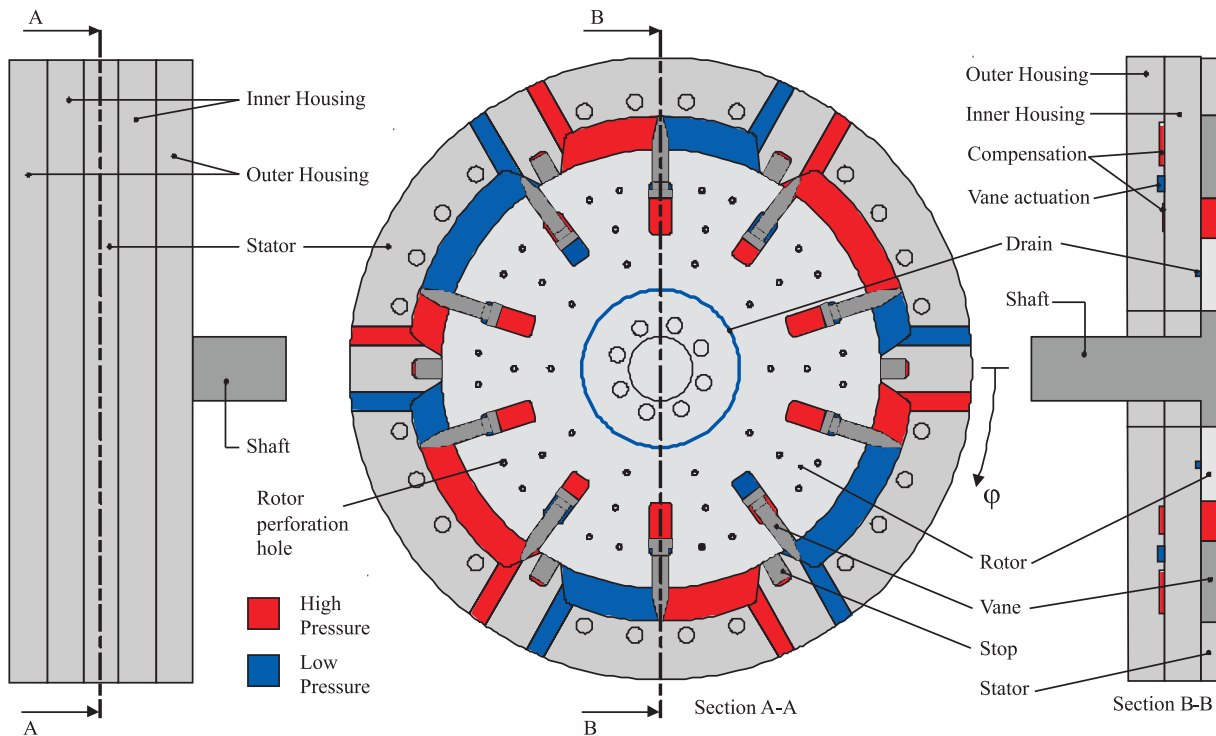 A
B
Inner Housing
Outer Housing
Stator
Shaft
Rotor
perforation
hole
High
Pressure
Low
Pressure
A
B
Section A-A
φ
Outer Housing
Inner Housing
Compensation
Vane actuation
Drain
Shaft
Rotor
Vane
Stop
Stator
Section B-B